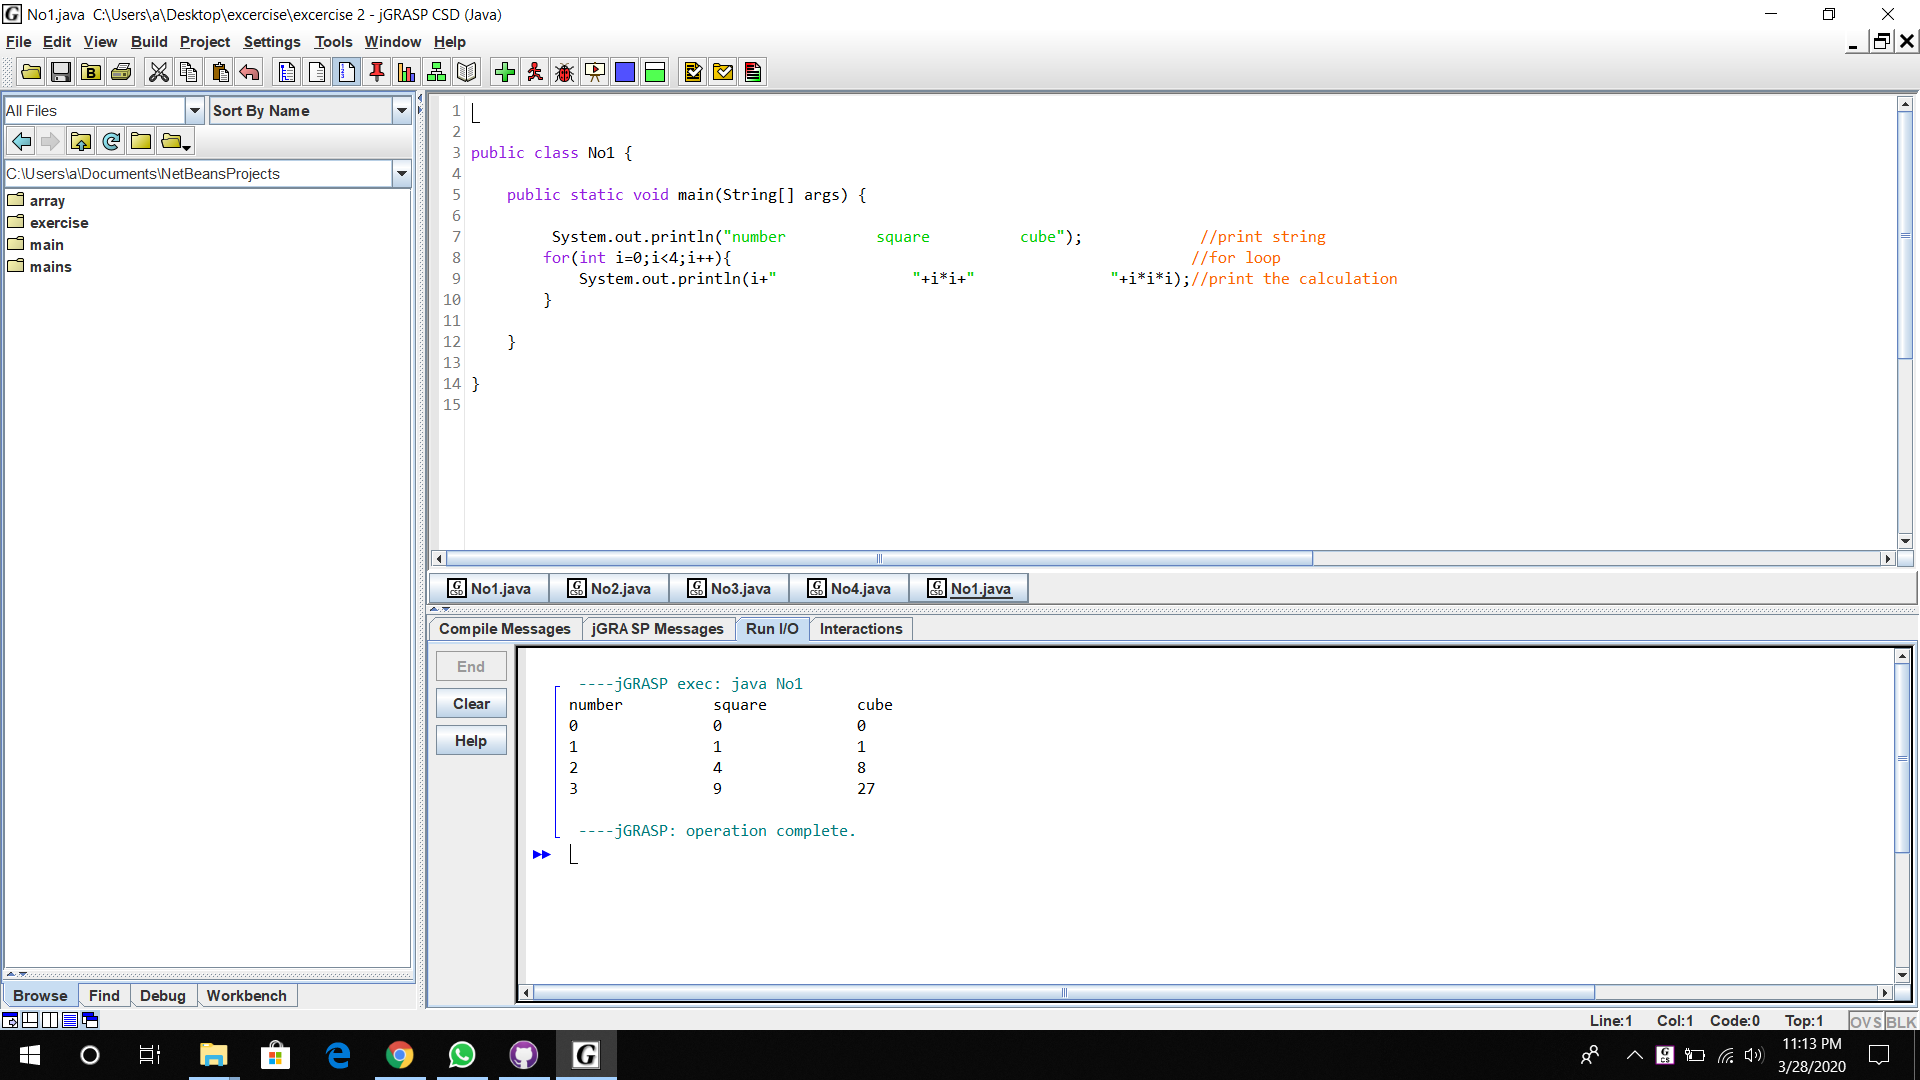 No1.java  C:\Users\a\Desktop\excercise\excercise 2 - jGRASP CSD (Java)
File Edit View Build Project Settings Tools Window Help
All Files
Sort By Name
C:\Users\a\Documents\NetBeansProjects
array
exercise
main
mains
Browse Find Debug Workbench
1
2
3 public class No1 {
4
5     public static void main(String[] args) {
6
7          System.out.println("number          square          cube");             //print string
8         for(int i=0;i<4;i++){                                                   //for loop
9             System.out.println(i+"               "+i*i+"               "+i*i*i);//print the calculation
10         }
11
12     }
13
14 }
15
No1.java No2.java No3.java No4.java No1.java
Compile Messages jGRASP Messages Run I/O Interactions
End
Clear
Help
----jGRASP exec: java No1
number          square          cube
0               0               0
1               1               1
2               4               8
3               9               27
----jGRASP: operation complete.
Line:1 Col:1 Code:0 Top:1 OVS BLK
11:13 PM
3/28/2020